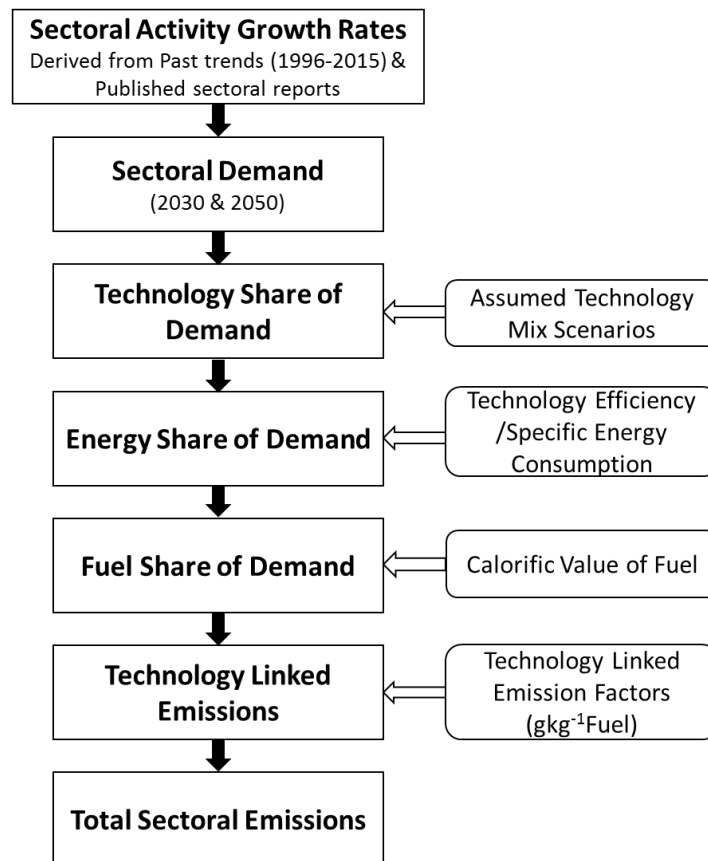 Sectoral Activity Growth Rates
Derived from Past trends (1996-2015) &
Published sectoral reports
Sectoral Demand
(2030 & 2050)
Technology Share of
Demand
Assumed Technology
Mix Scenarios
Energy Share of Demand
Technology Efficiency
/Specific Energy
Consumption
Fuel Share of Demand
Calorific Value of Fuel
Technology Linked
Emissions
Technology Linked
Emission Factors
(gkg⁻¹Fuel)
Total Sectoral Emissions